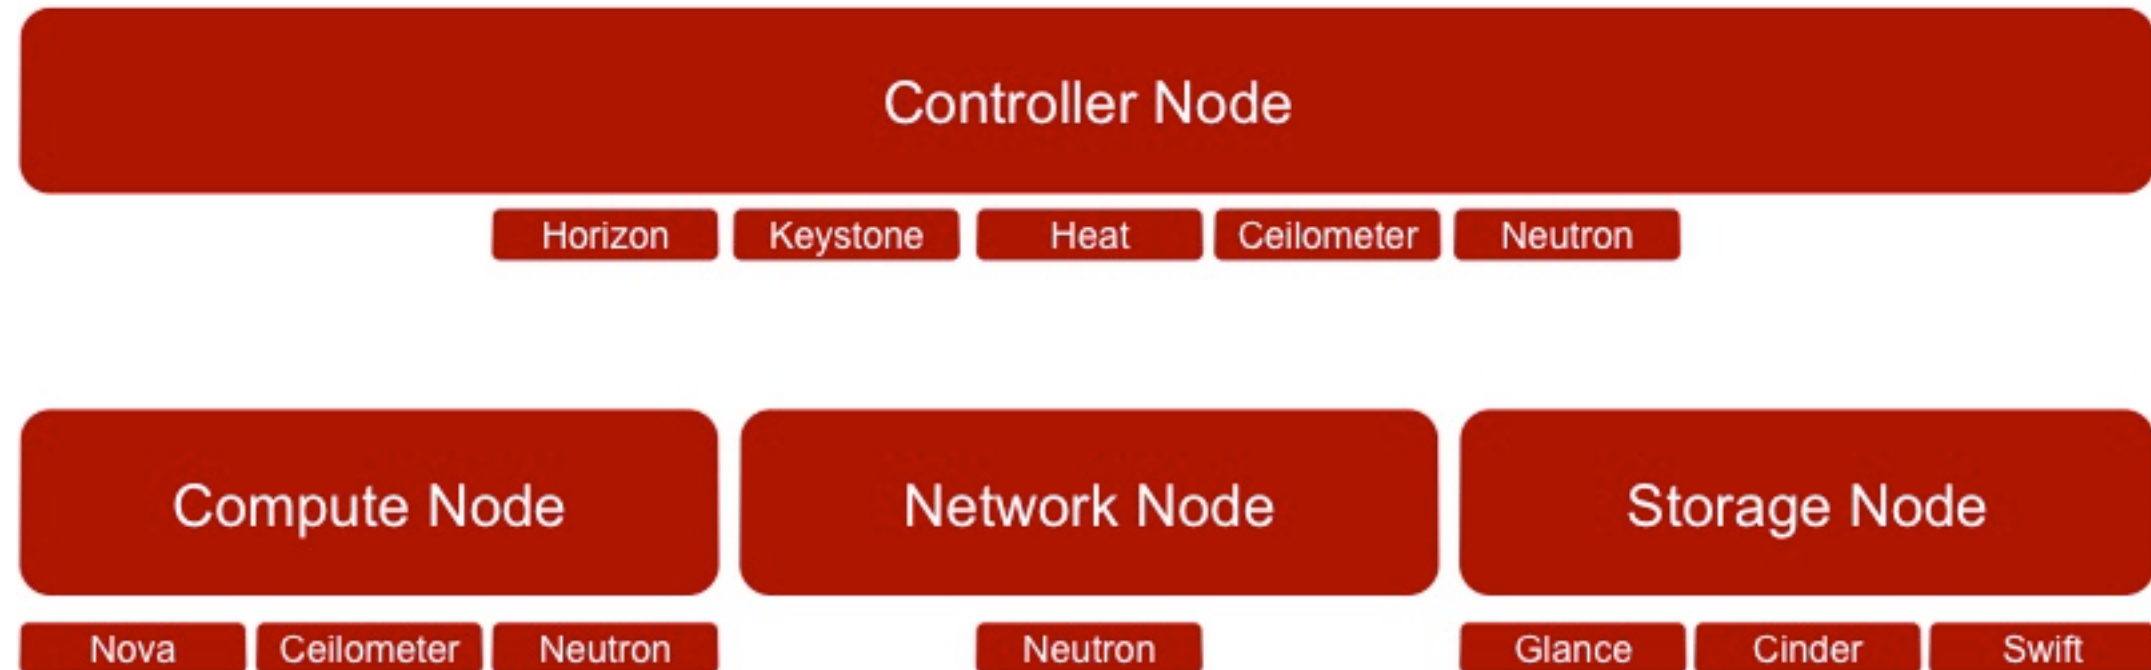 Controller Node
Horizon Keystone Heat Ceilometer Neutron
Compute Node Network Node Storage Node
Nova Ceilometer Neutron Neutron Glance Cinder Swift